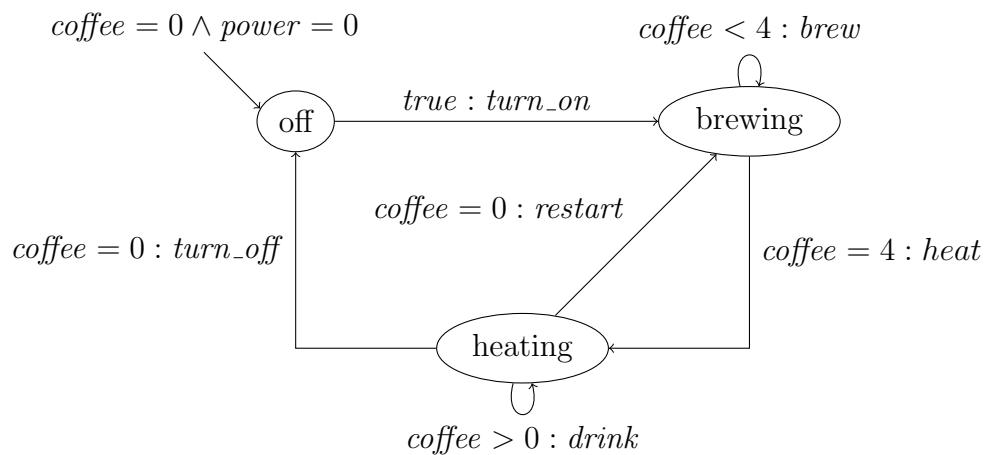 coffee = 0 ∧ power = 0
coffee < 4 : brew
off
true : turn_on
brewing
coffee = 0 : restart
coffee = 0 : turn_off
coffee = 4 : heat
heating
coffee > 0 : drink